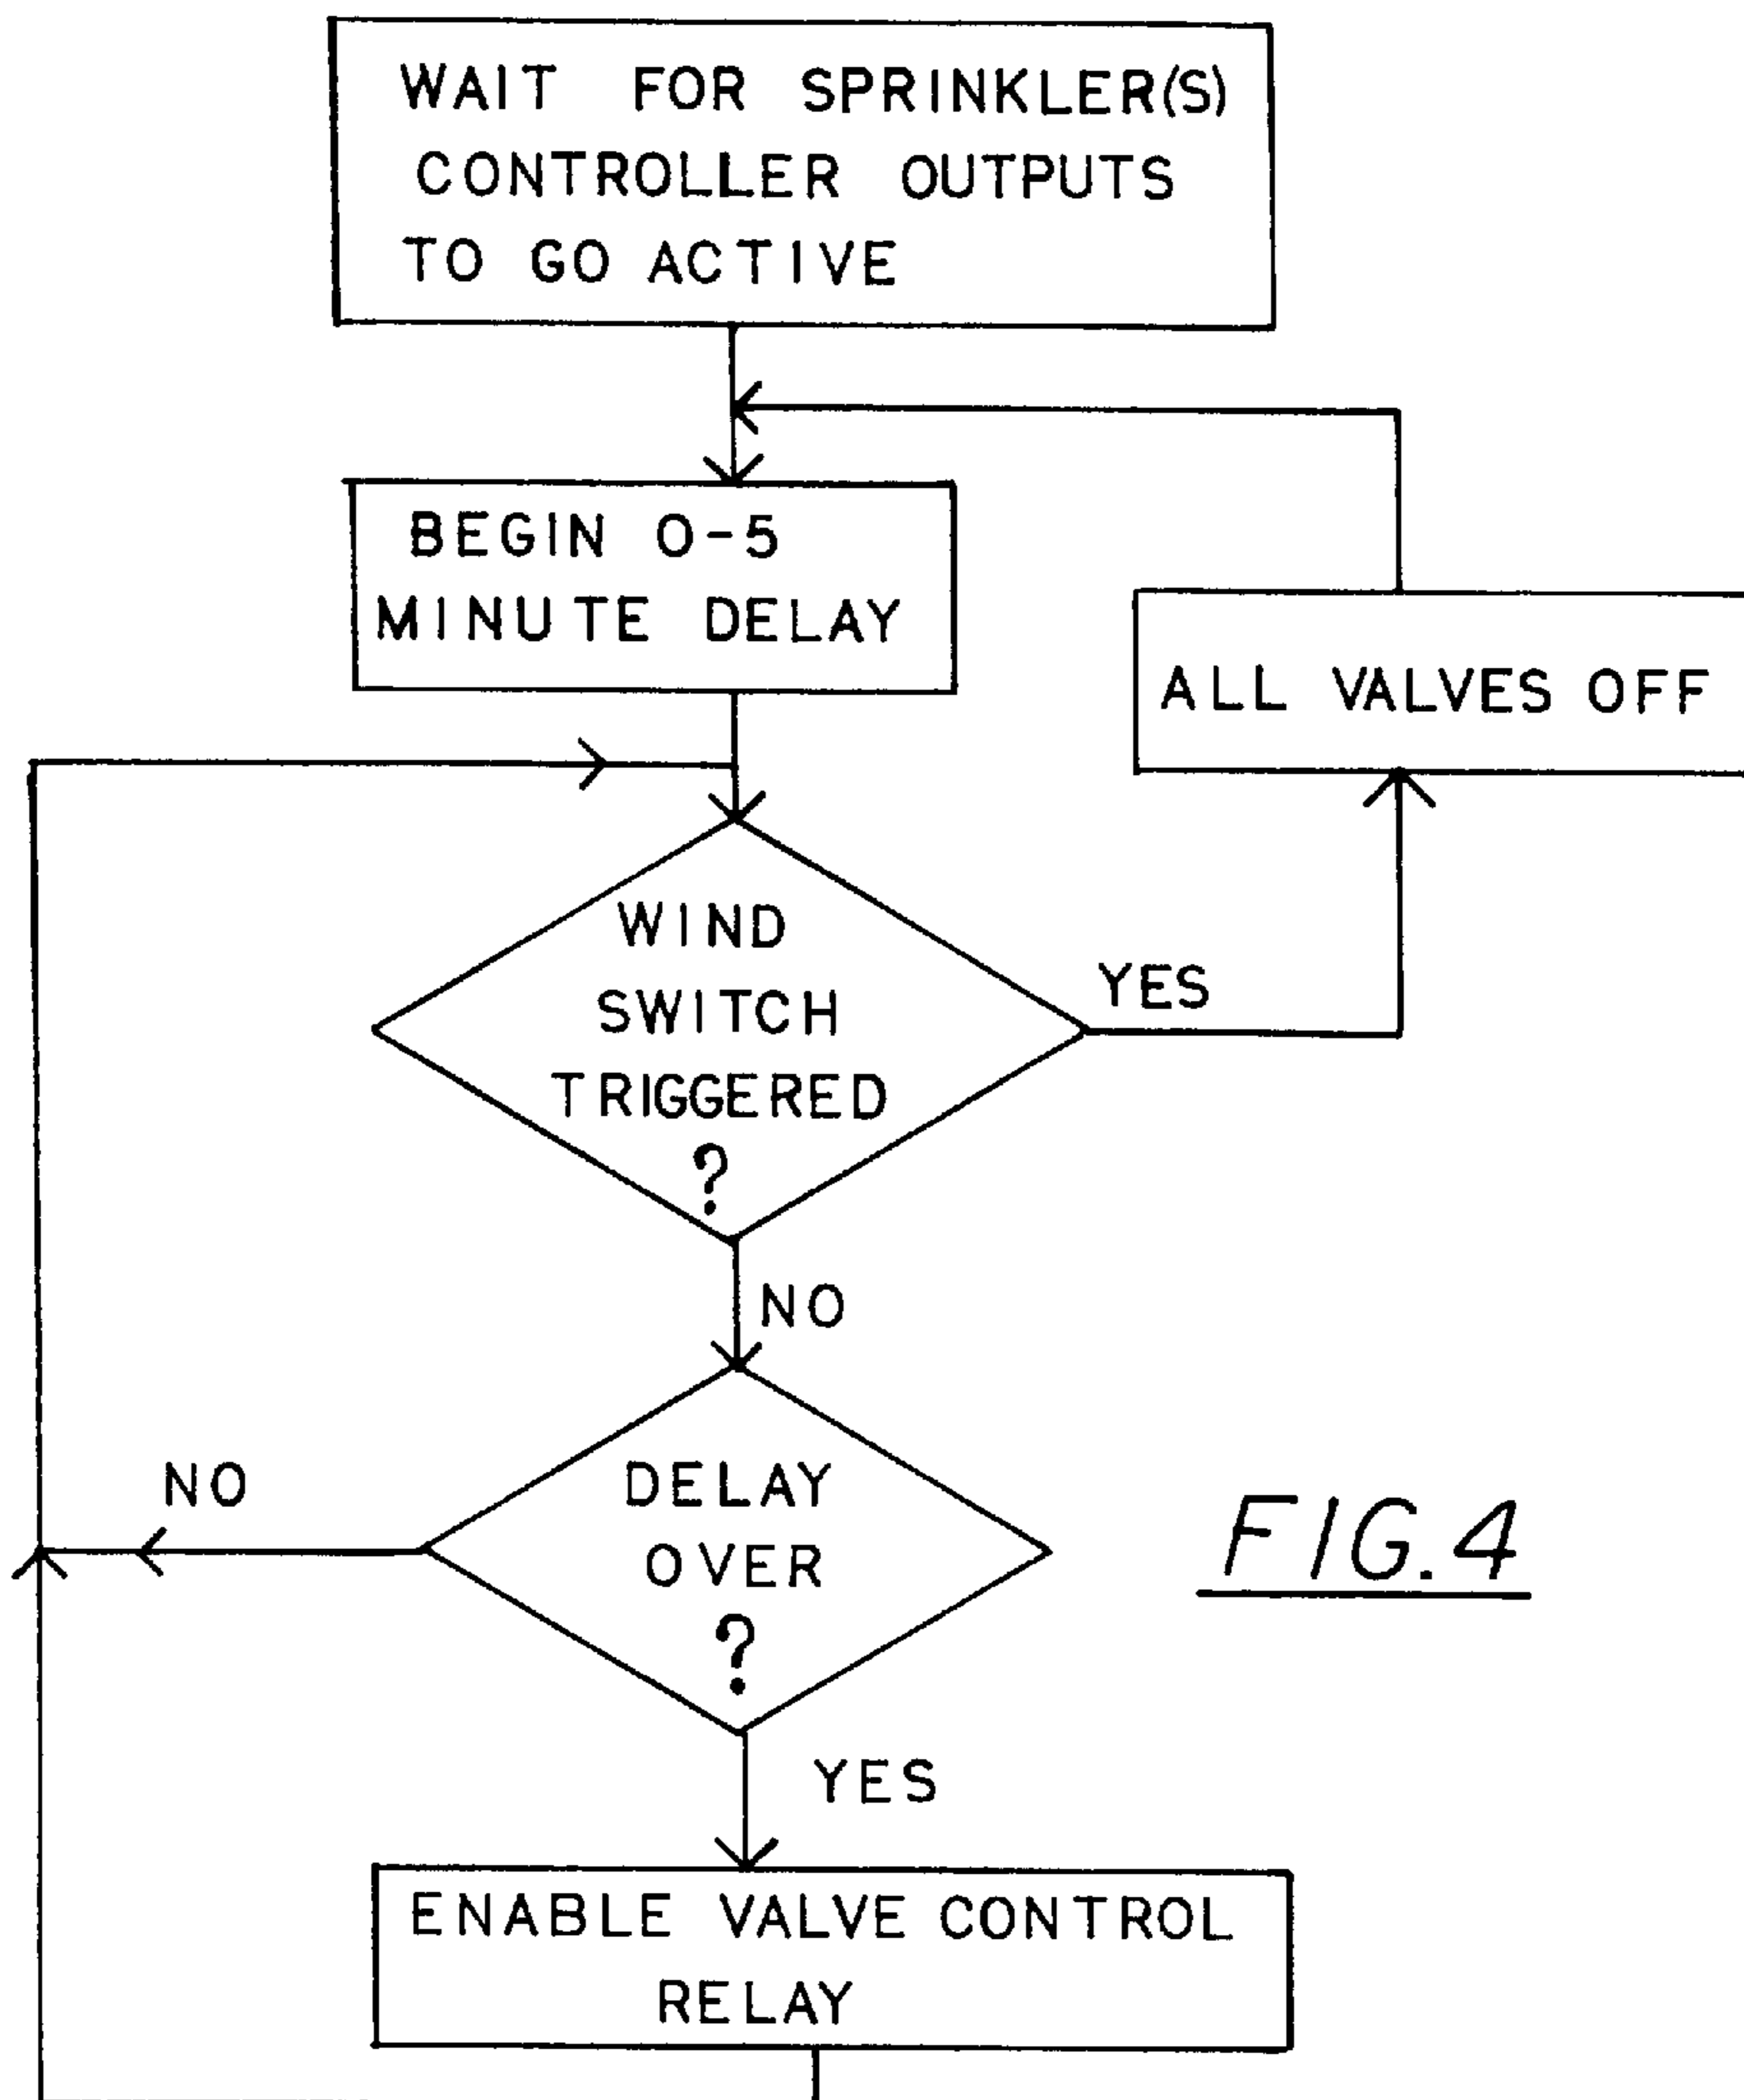 WAIT FOR SPRINKLER(S)
CONTROLLER OUTPUTS
TO GO ACTIVE
BEGIN 0-5
MINUTE DELAY
ALL VALVES OFF
WIND
SWITCH
TRIGGERED
?
YES
NO
DELAY
OVER
?
NO
YES
FIG.4
ENABLE VALVE CONTROL
RELAY